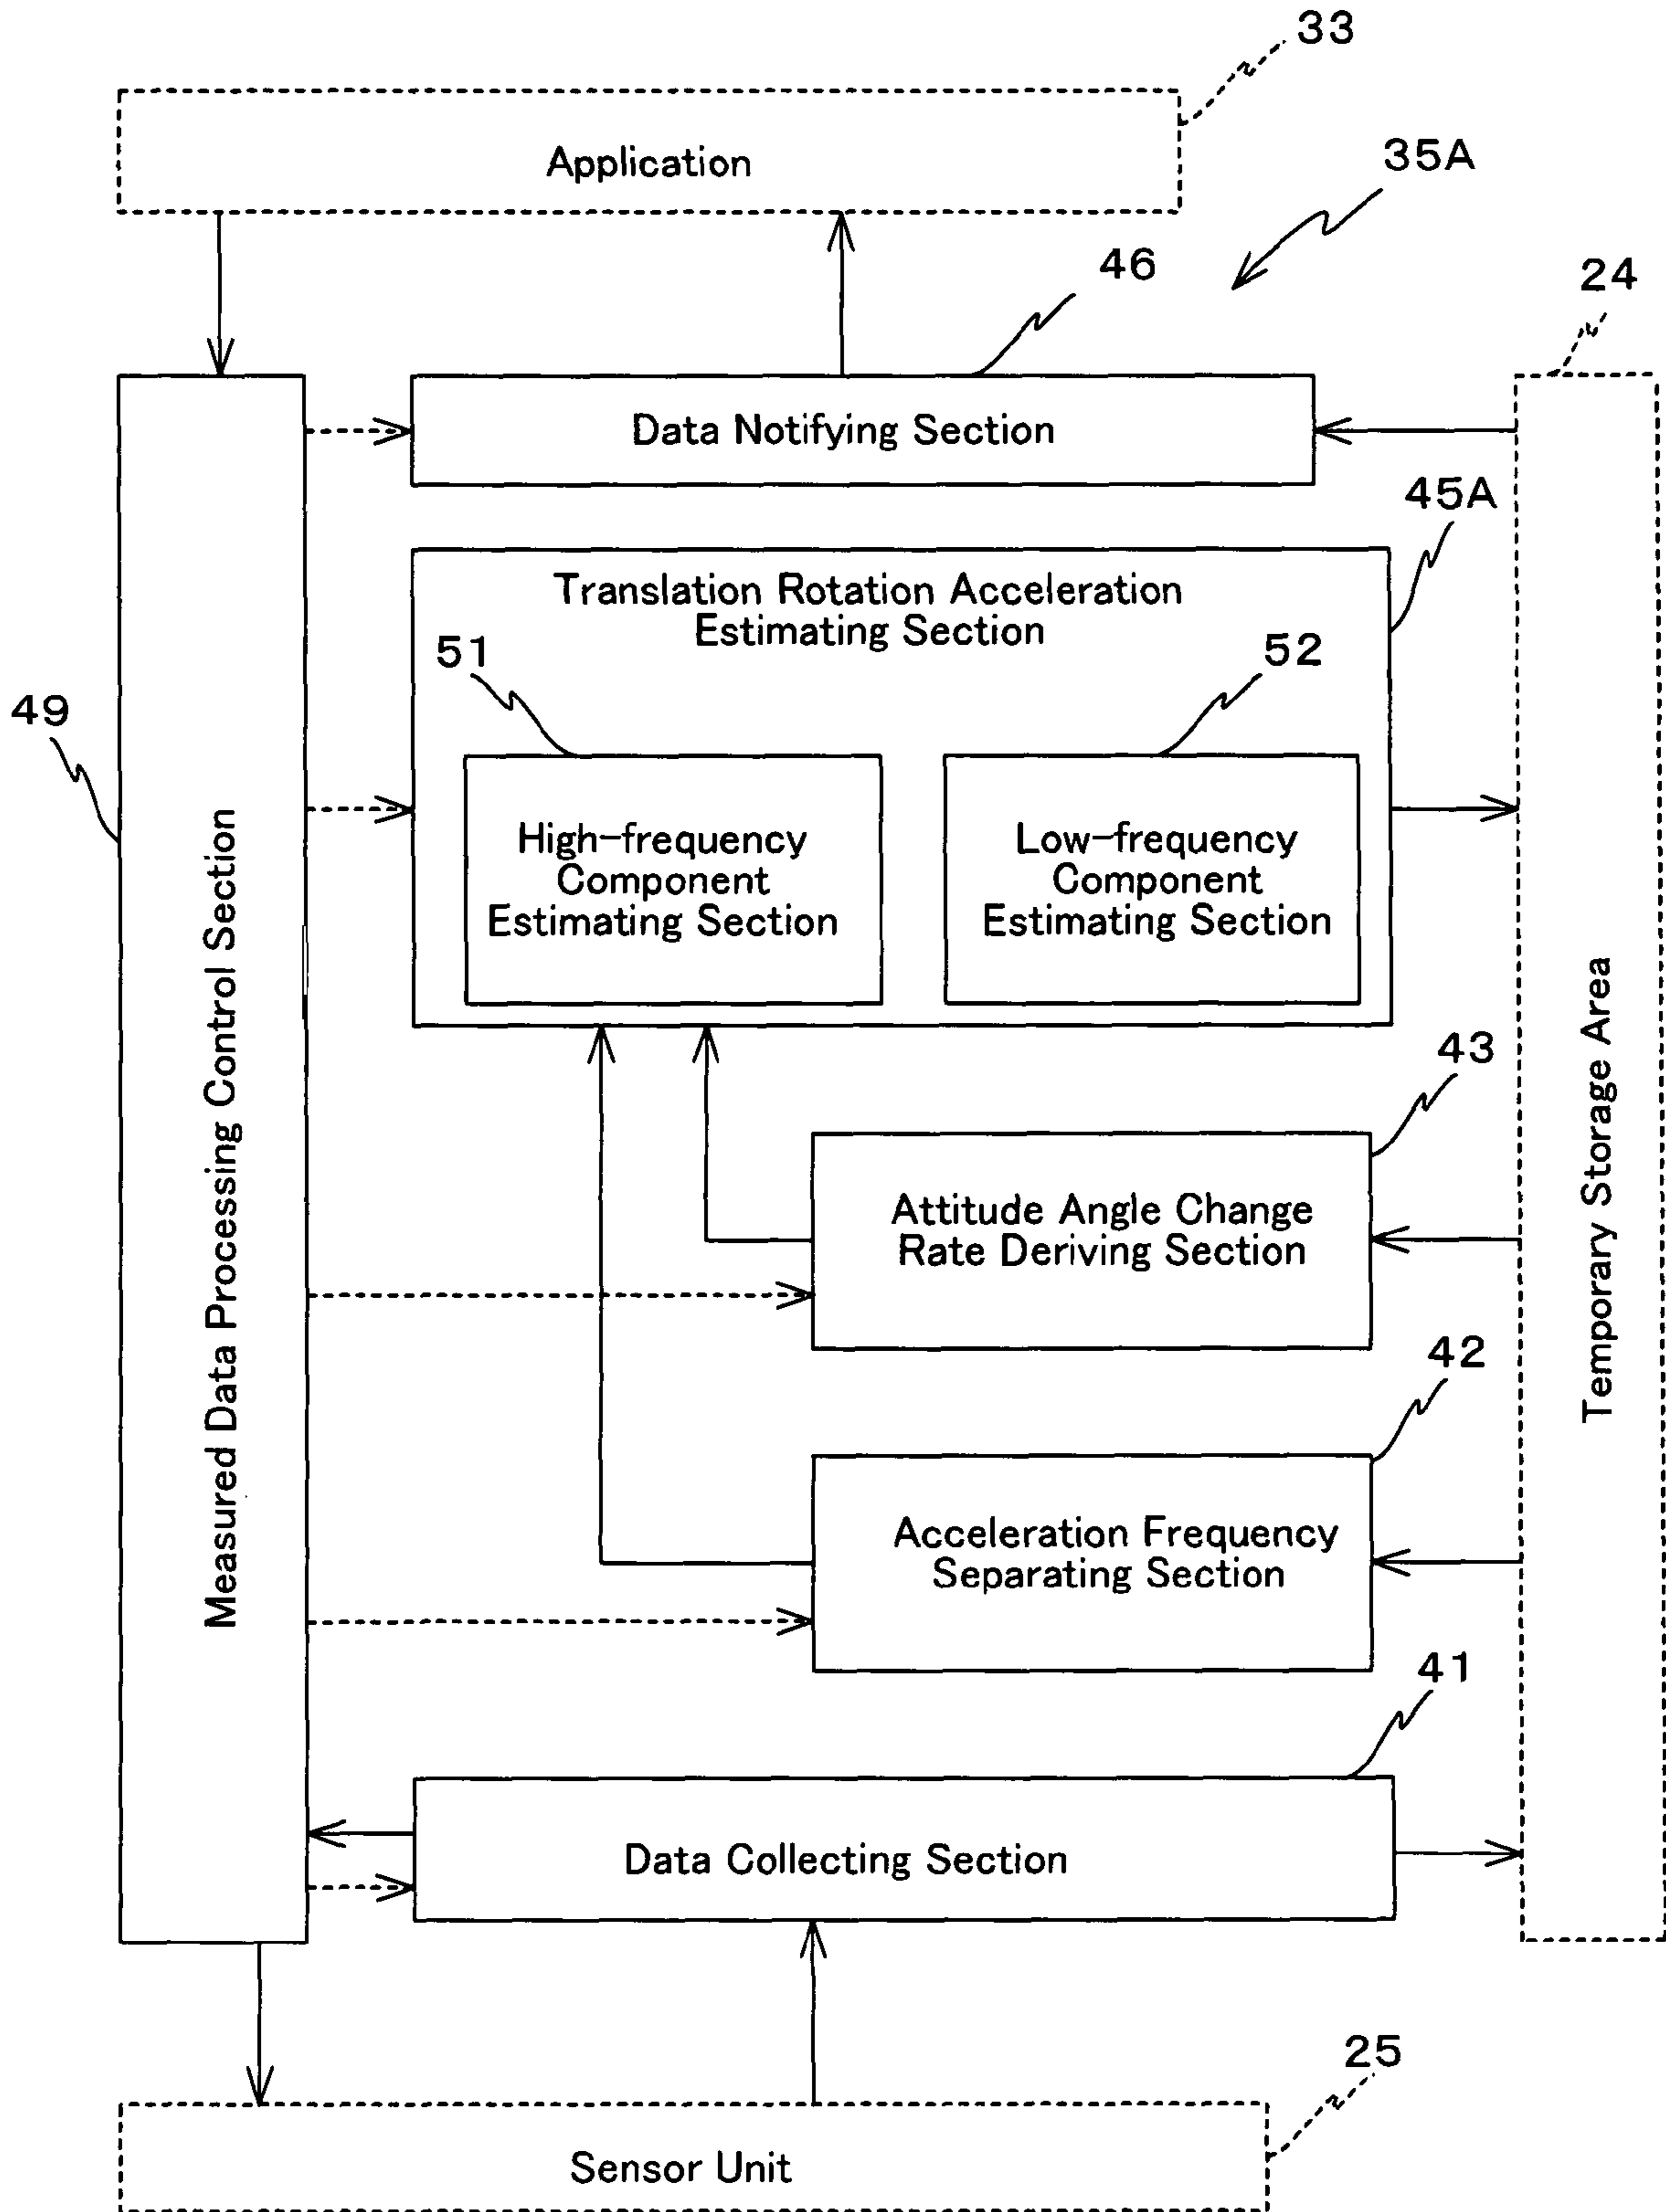 33
Application
35A
46
24
Data Notifying Section
45A
Translation Rotation Acceleration
Estimating Section
51
52
49
High-frequency
Component
Estimating Section
Low-frequency
Component
Estimating Section
Measured Data Processing Control Section
Temporary Storage Area
43
Attitude Angle Change
Rate Deriving Section
42
Acceleration Frequency
Separating Section
41
Data Collecting Section
25
Sensor Unit